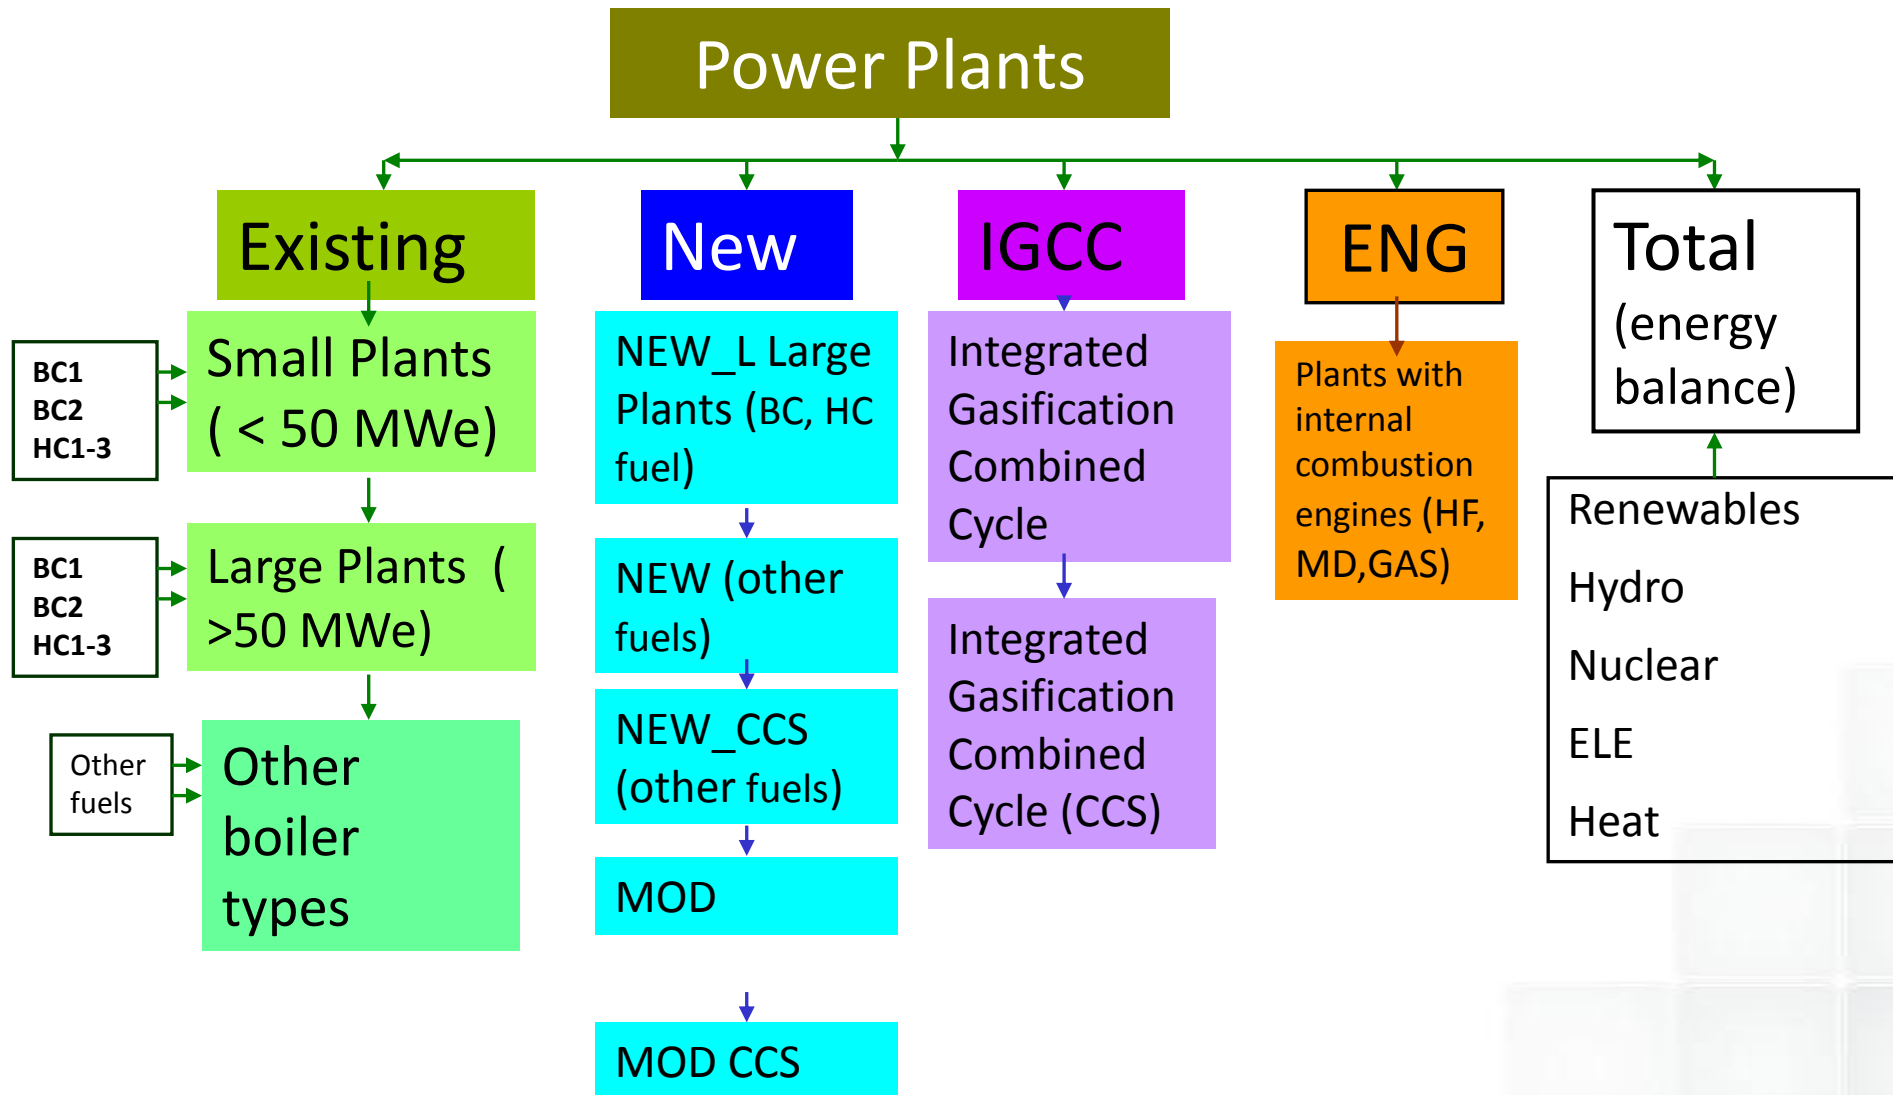 Power Plants
Existing
BC1
BC2
HC1-3
Small Plants
( < 50 MWe)
BC1
BC2
HC1-3
Large Plants (
>50 MWe)
Other
fuels
Other
boiler
types
New
NEW_L Large
Plants (BC, HC
fuel)
NEW (other
fuels)
NEW_CCS
(other fuels)
MOD
MOD CCS
IGCC
Integrated
Gasification
Combined
Cycle
Integrated
Gasification
Combined
Cycle (CCS)
ENG
Plants with
internal
combustion
engines (HF,
MD,GAS)
Total
(energy
balance)
Renewables
Hydro
Nuclear
ELE
Heat